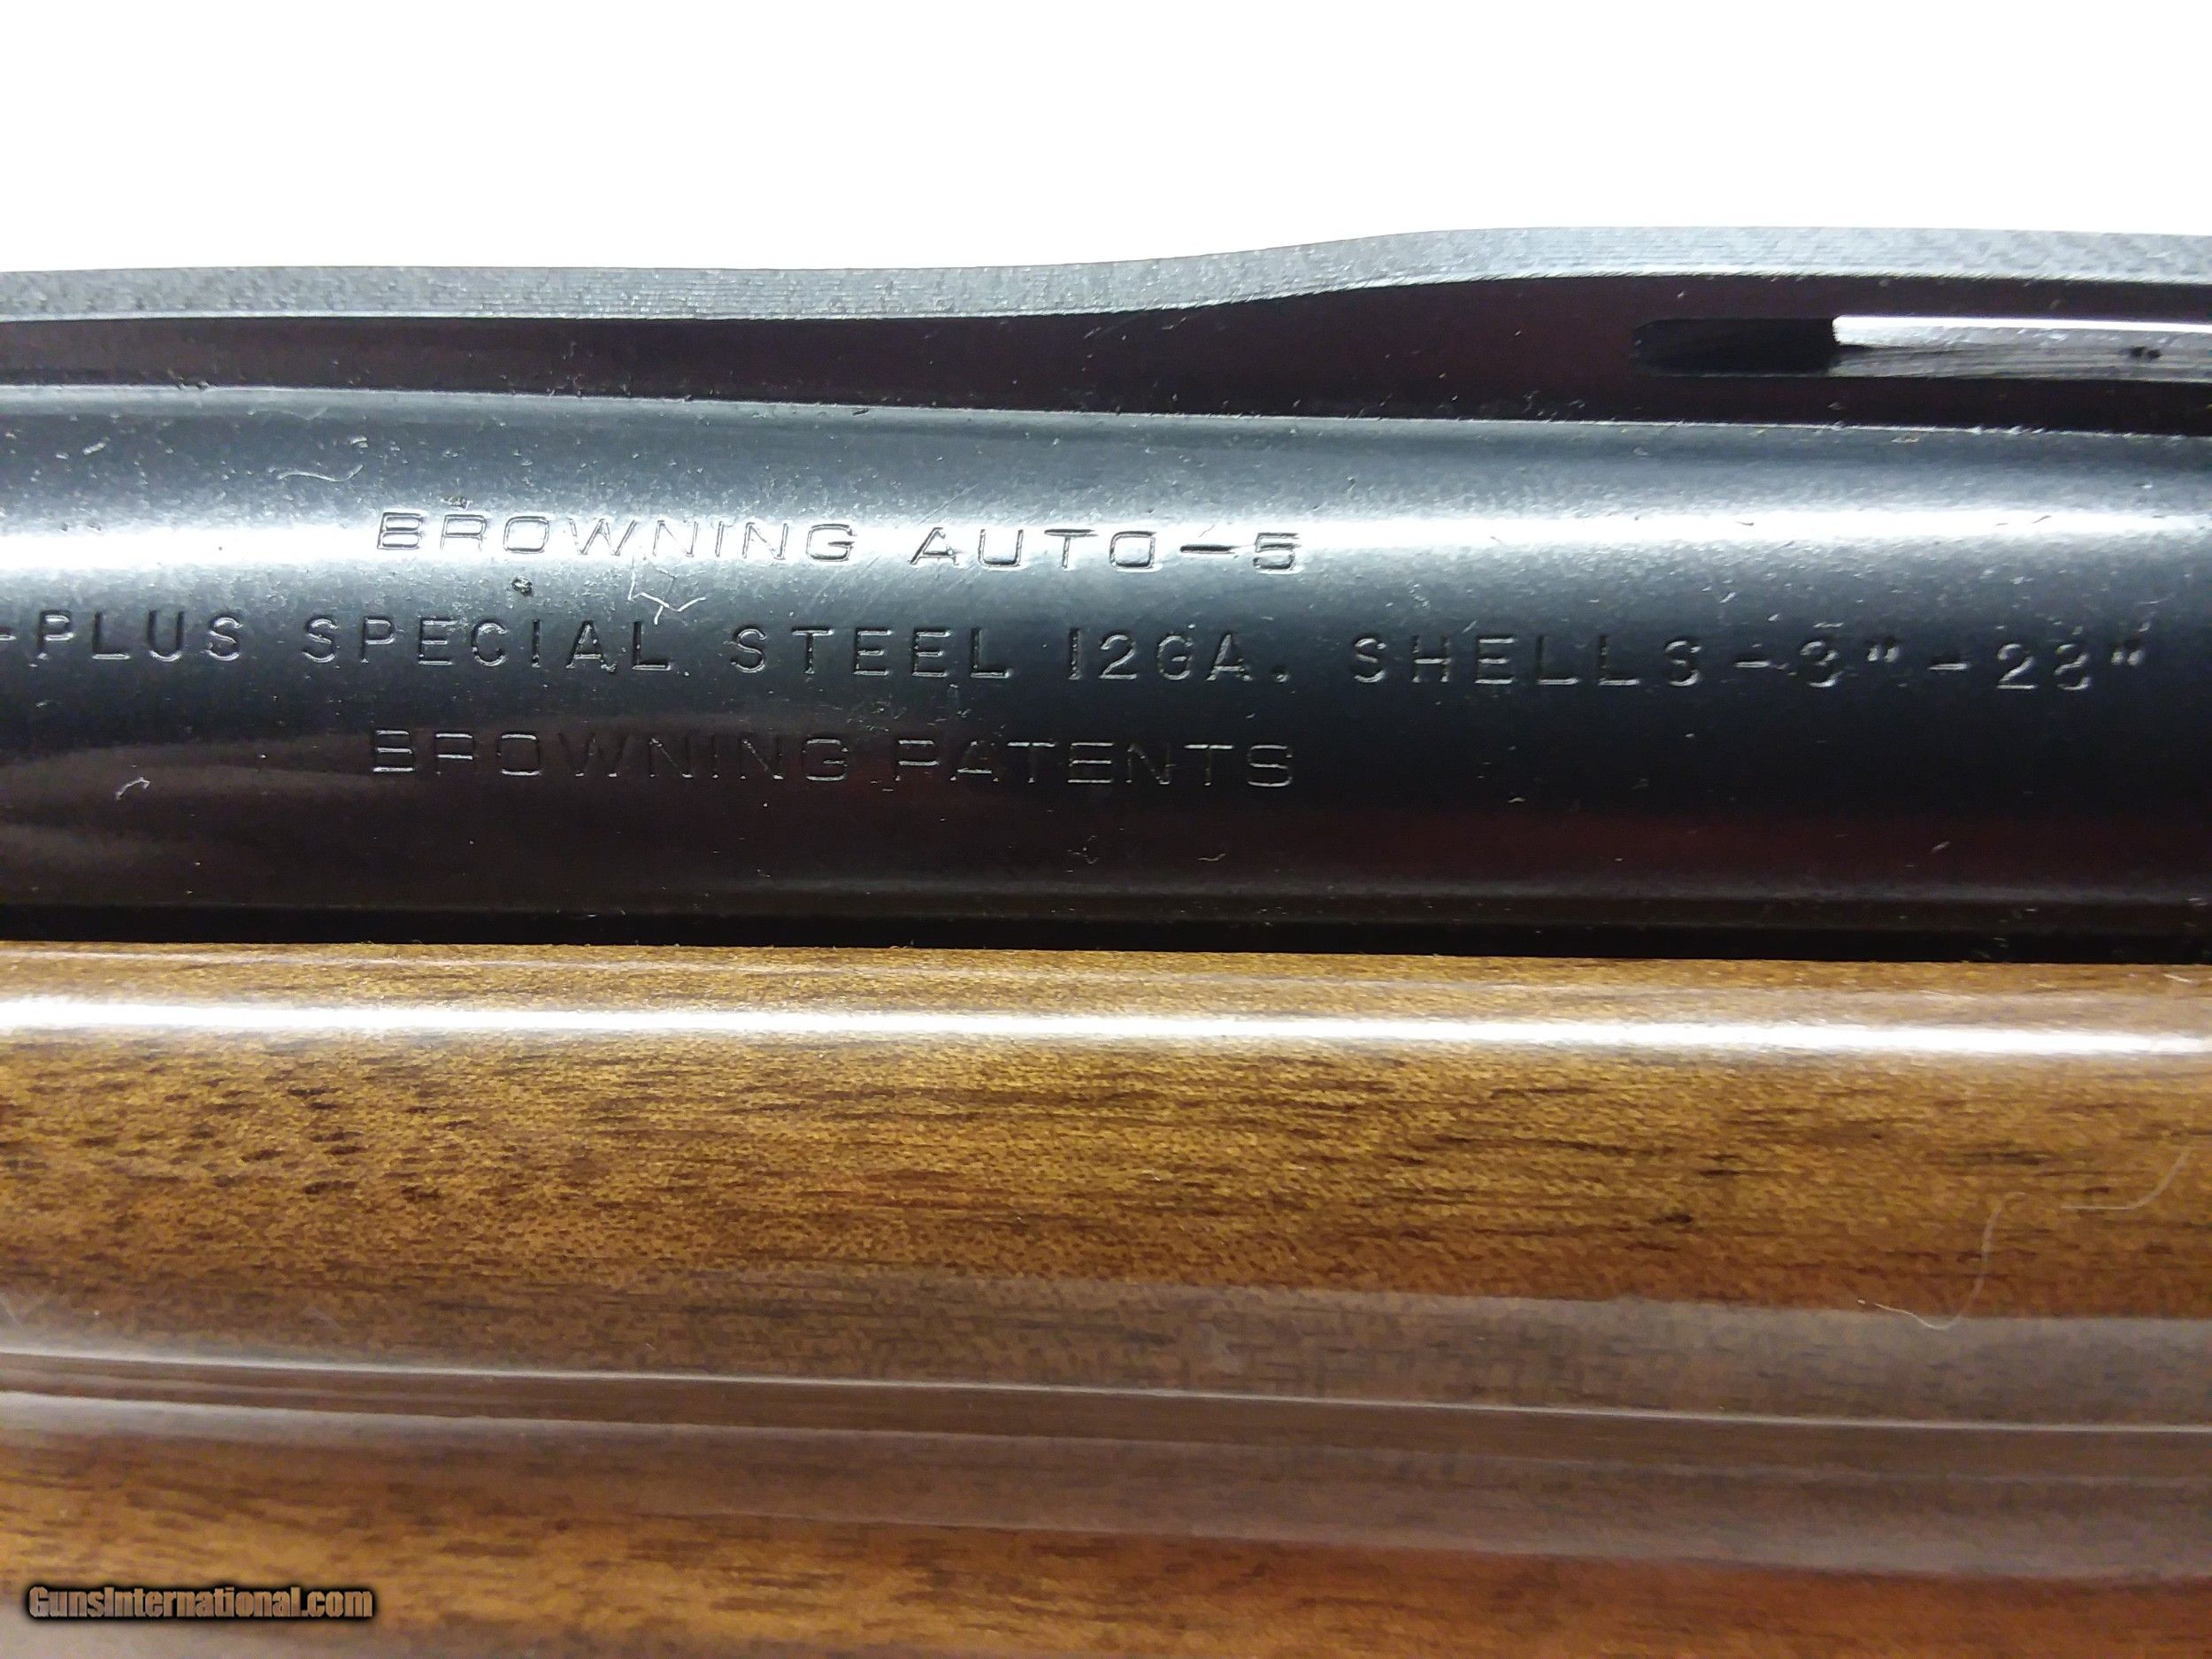 BROWNING AUTO-5
-PLUS SPECIAL STEEL 12GA. SHELLS-3"-28"
BROWNING PATENTS
GunsInternational.com